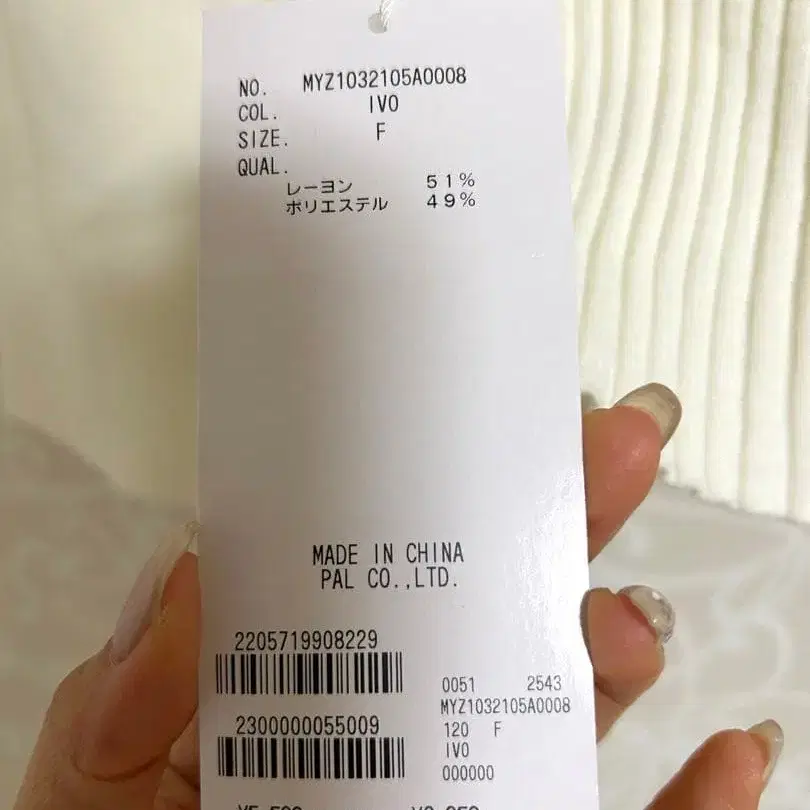 NO. MYZ1032105A0008
COL. IVO
SIZE. F
QUAL.
レーヨン 51%
ポリエステル 49%
MADE IN CHINA
PAL CO.,LTD.
2205719908229
2300000055009
0051 2543
MYZ1032105A0008
120 F
IVO
000000